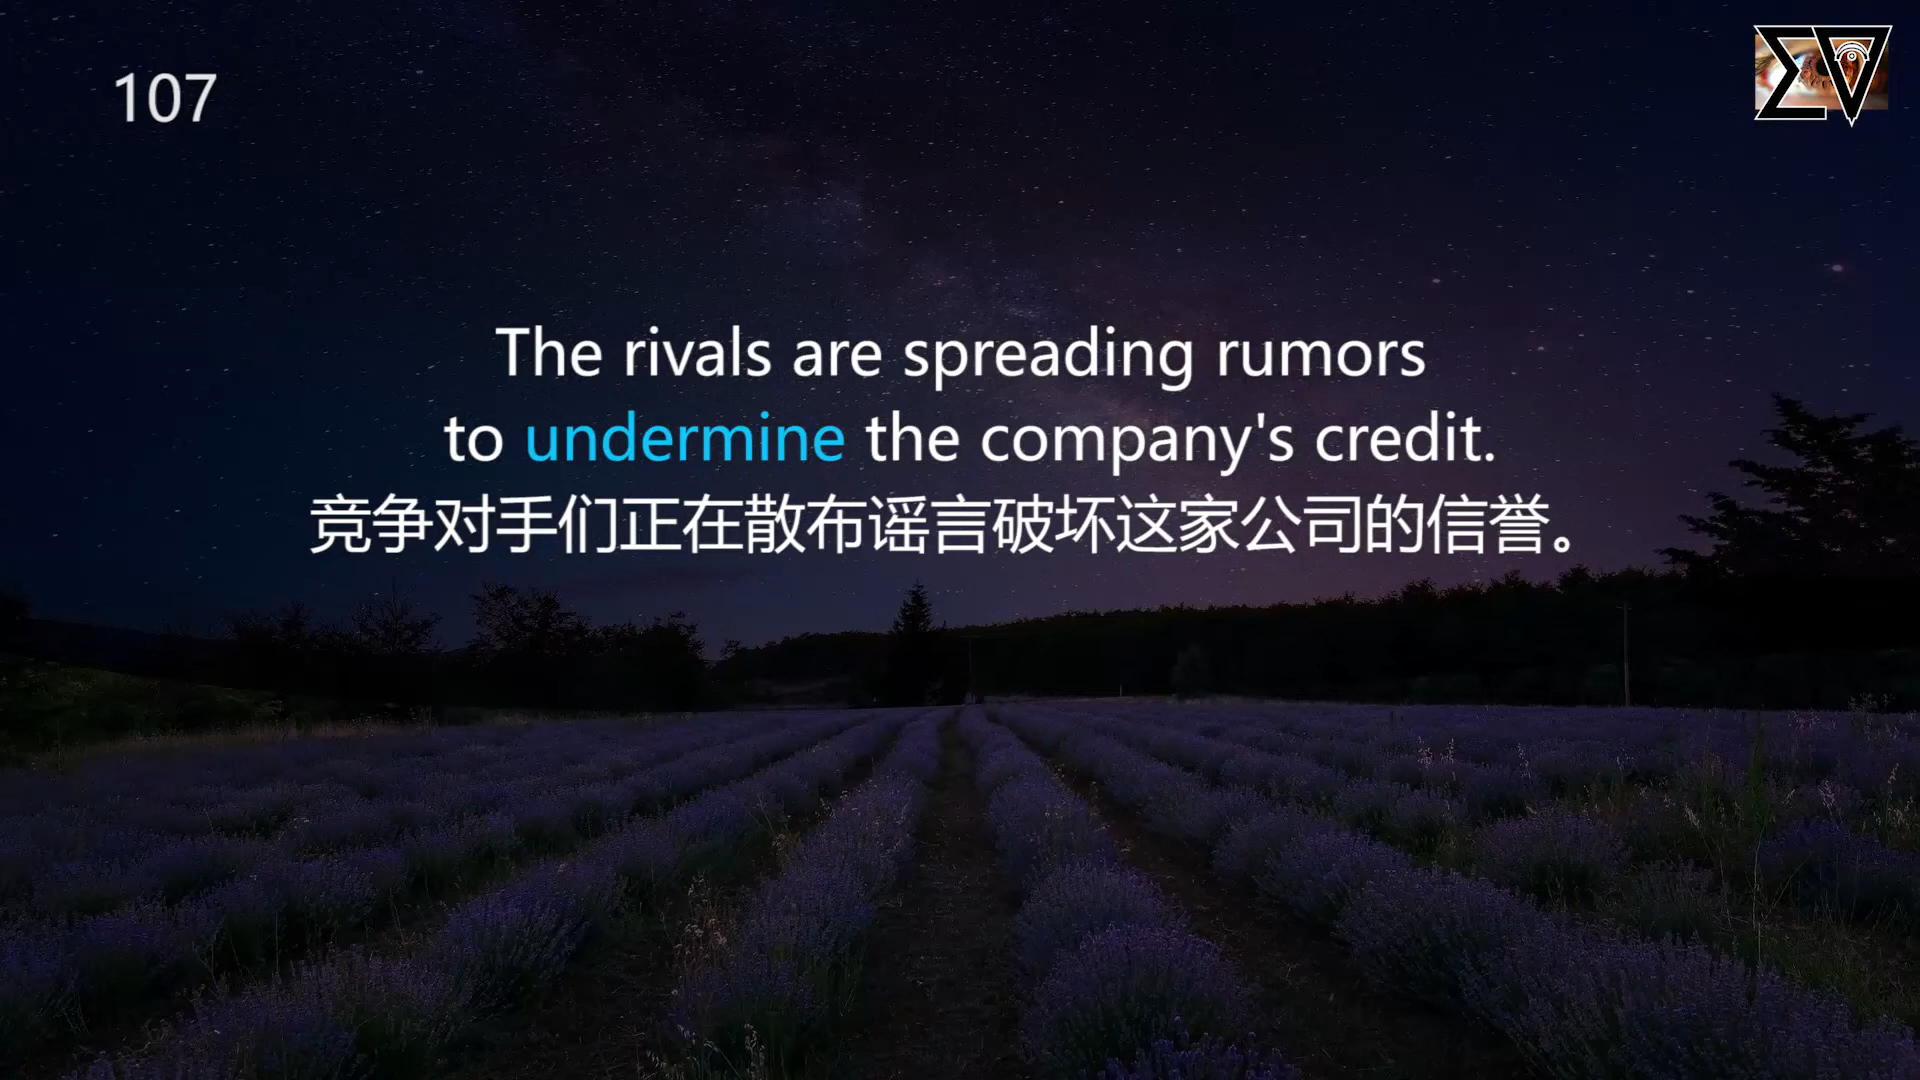 107
The rivals are spreading rumors
to undermine the company's credit.
竞争对手们正在散布谣言破坏这家公司的信誉。